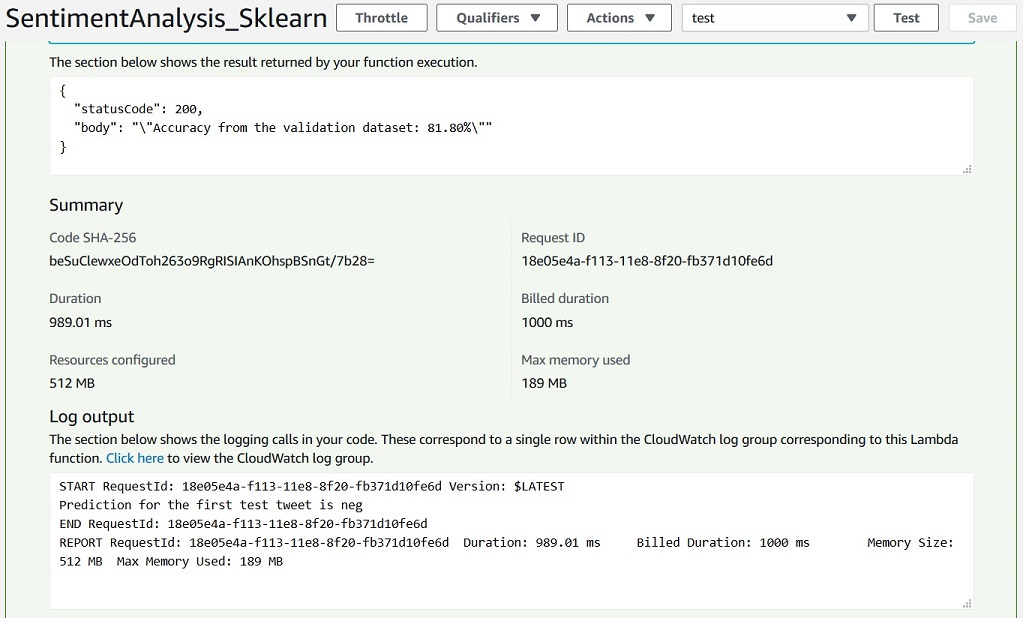 SentimentAnalysis_Sklearn Throttle Qualifiers Actions test Test Save
The section below shows the result returned by your function execution.
{
"statusCode": 200,
"body": "\"Accuracy from the validation dataset: 81.80%\""
}
Summary
Code SHA-256 Request ID
beSuClewxeOdToh263o9RgRISIAnKOhspBSnGt/7b28= 18e05e4a-f113-11e8-8f20-fb371d10fe6d
Duration Billed duration
989.01 ms 1000 ms
Resources configured Max memory used
512 MB 189 MB
Log output
The section below shows the logging calls in your code. These correspond to a single row within the CloudWatch log group corresponding to this Lambda
function. Click here to view the CloudWatch log group.
START RequestId: 18e05e4a-f113-11e8-8f20-fb371d10fe6d Version: $LATEST
Prediction for the first test tweet is neg
END RequestId: 18e05e4a-f113-11e8-8f20-fb371d10fe6d
REPORT RequestId: 18e05e4a-f113-11e8-8f20-fb371d10fe6d Duration: 989.01 ms Billed Duration: 1000 ms Memory Size:
512 MB Max Memory Used: 189 MB